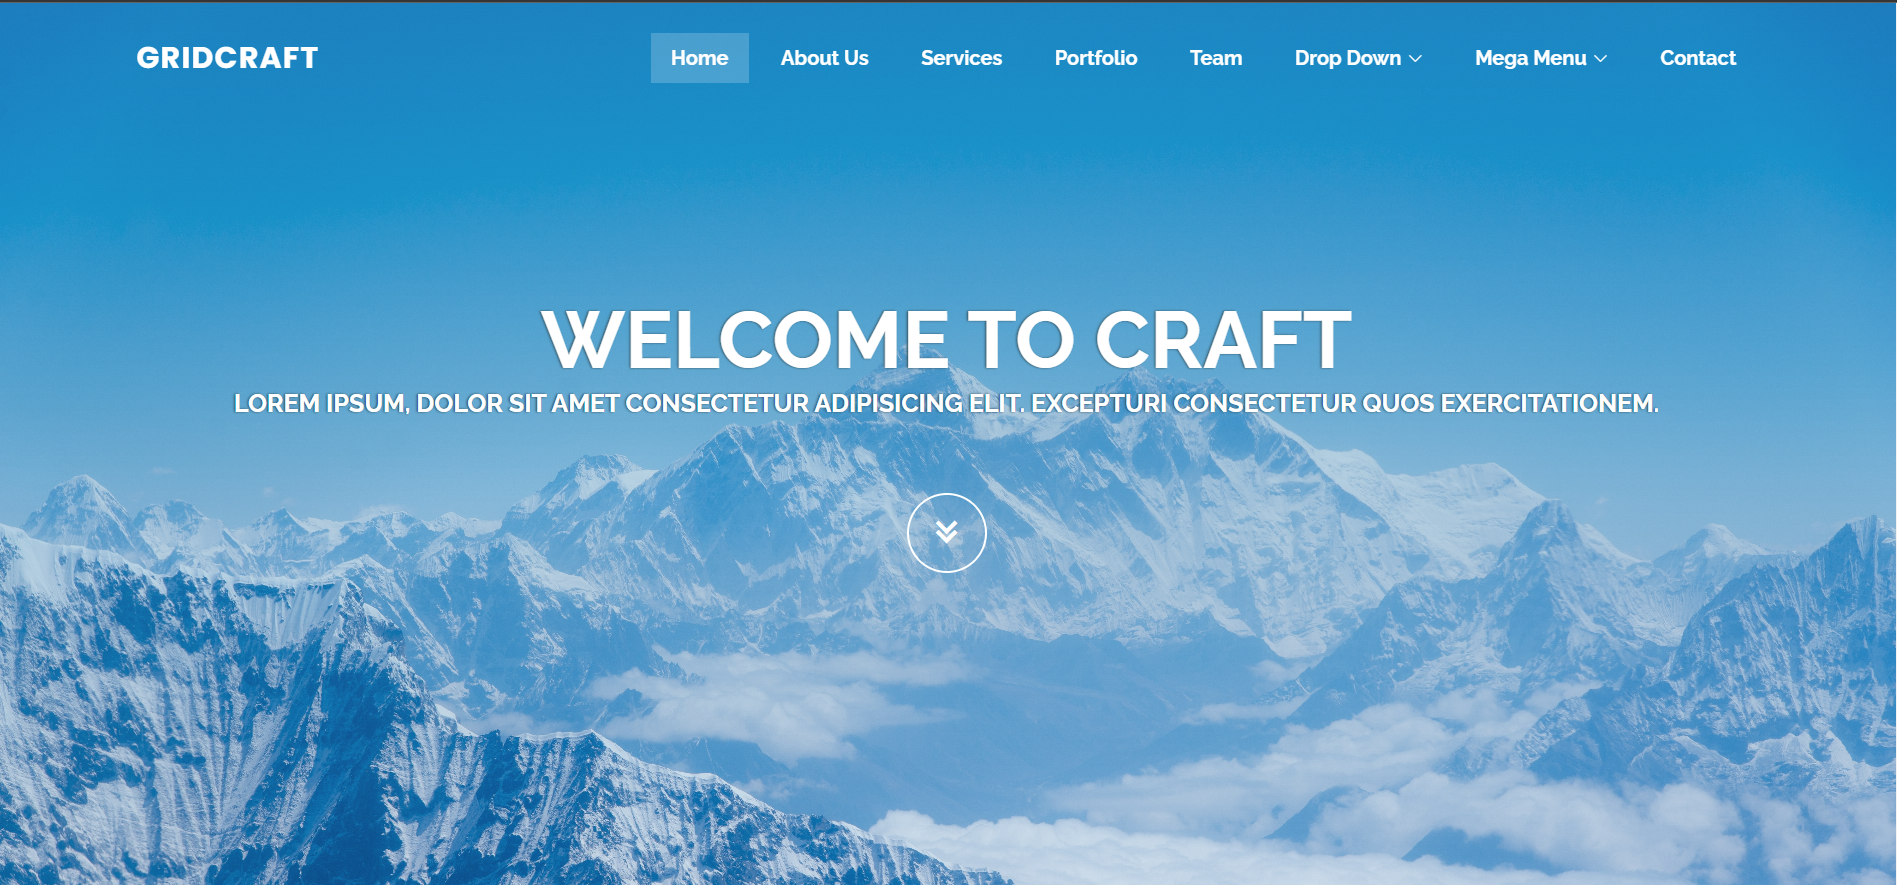 GRIDCRAFT
Home About Us Services Portfolio Team Drop Down Mega Menu Contact
WELCOME TO CRAFT
LOREM IPSUM, DOLOR SIT AMET CONSECTETUR ADIPISICING ELIT. EXCEPTURI CONSECTETUR QUOS EXERCITATIONEM.